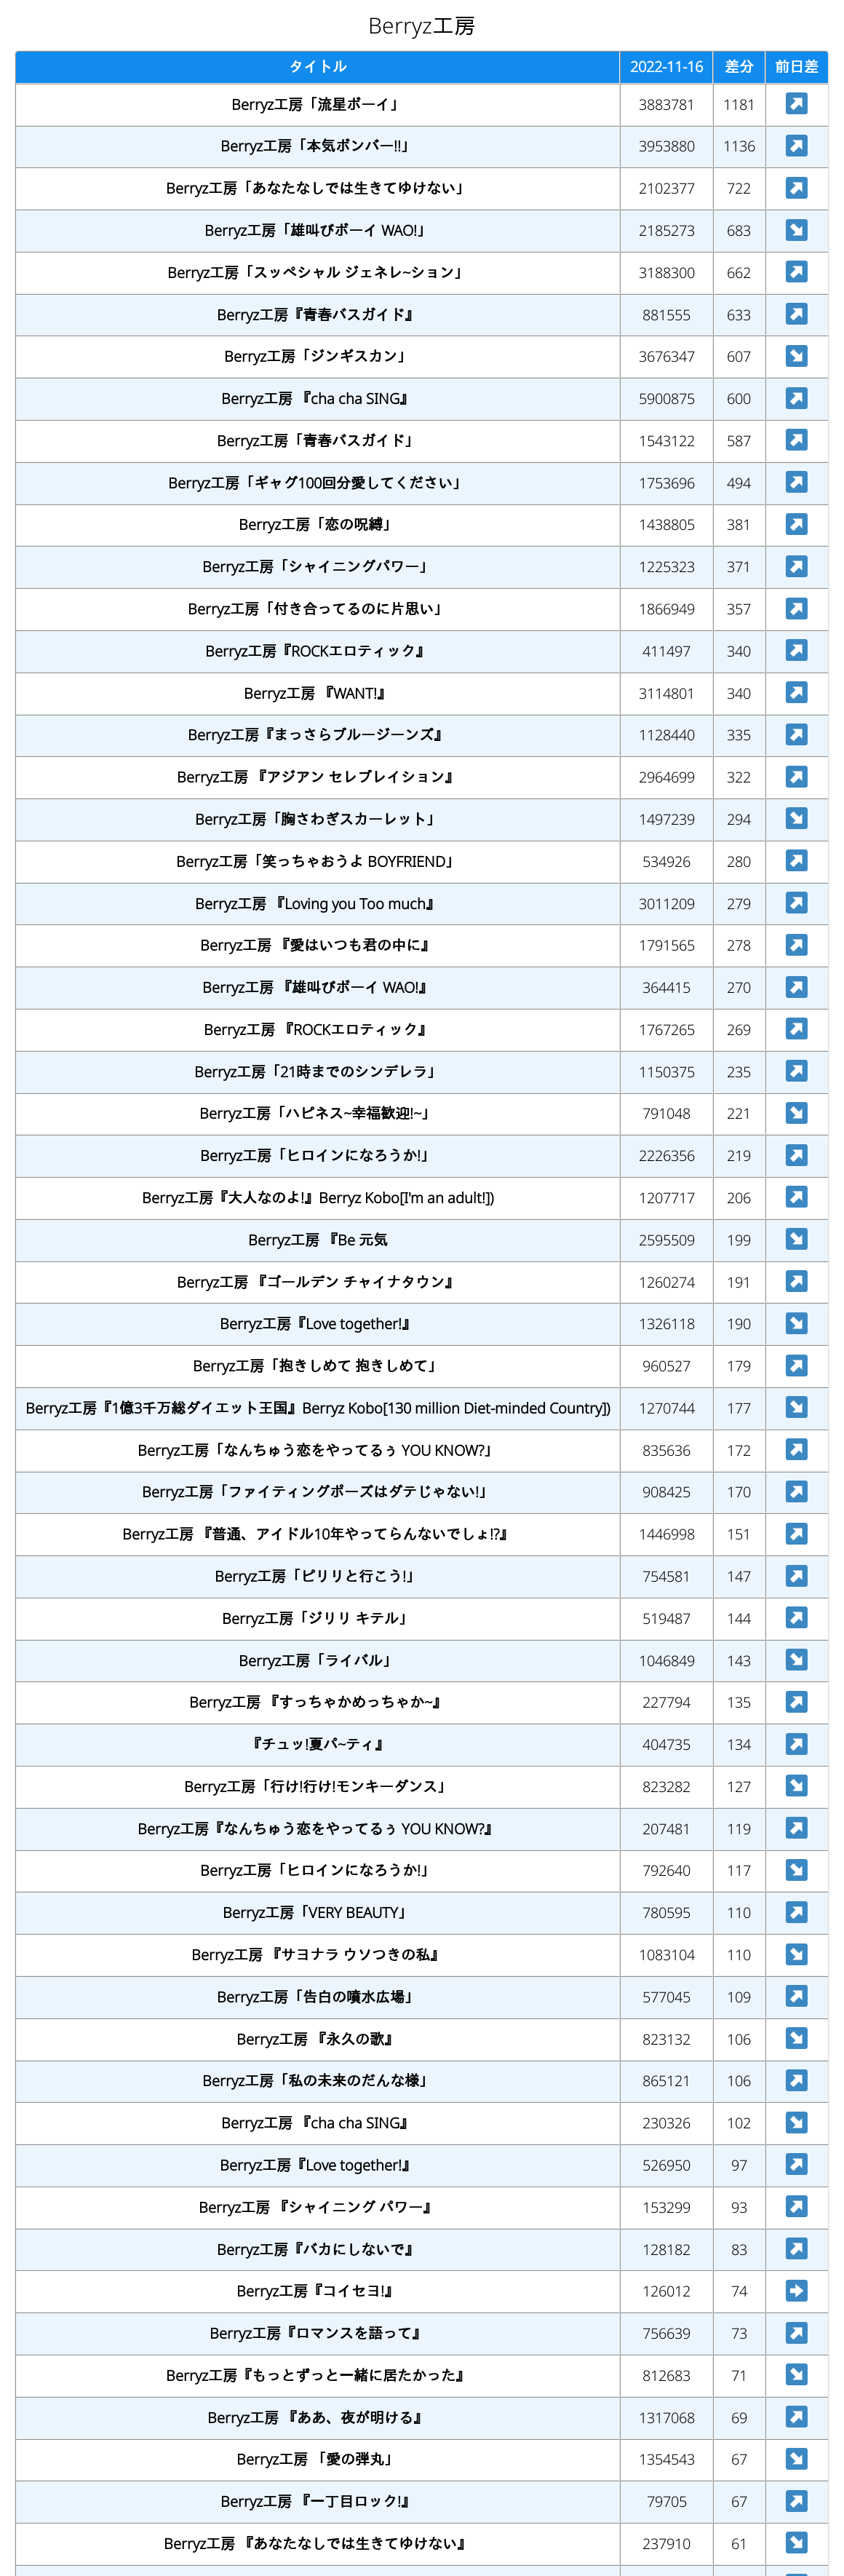 Berryz工房
タイトル 2022-11-16 差分 前日差
Berryz工房「流星ボーイ」 3883781 1181
Berryz工房「本気ボンバー!!」 3953880 1136
Berryz工房「あなたなしでは生きてゆけない」 2102377 722
Berryz工房「雄叫びボーイ WAO!」 2185273 683
Berryz工房「スッペシャル ジェネレ~ション」 3188300 662
Berryz工房『青春バスガイド』 881555 633
Berryz工房「ジンギスカン」 3676347 607
Berryz工房 『cha cha SING』 5900875 600
Berryz工房「青春バスガイド」 1543122 587
Berryz工房「ギャグ100回分愛してください」 1753696 494
Berryz工房「恋の呪縛」 1438805 381
Berryz工房「シャイニングパワー」 1225323 371
Berryz工房「付き合ってるのに片思い」 1866949 357
Berryz工房『ROCKエロティック』 411497 340
Berryz工房 『WANT!』 3114801 340
Berryz工房『まっさらブルージーンズ』 1128440 335
Berryz工房 『アジアン セレブレイション』 2964699 322
Berryz工房「胸さわぎスカーレット」 1497239 294
Berryz工房「笑っちゃおうよ BOYFRIEND」 534926 280
Berryz工房 『Loving you Too much』 3011209 279
Berryz工房 『愛はいつも君の中に』 1791565 278
Berryz工房 『雄叫びボーイ WAO!』 364415 270
Berryz工房 『ROCKエロティック』 1767265 269
Berryz工房「21時までのシンデレラ」 1150375 235
Berryz工房「ハピネス~幸福歓迎!~」 791048 221
Berryz工房「ヒロインになろうか!」 2226356 219
Berryz工房『大人なのよ!』Berryz Kobo[I'm an adult!]) 1207717 206
Berryz工房 『Be 元気 2595509 199
Berryz工房 『ゴールデン チャイナタウン』 1260274 191
Berryz工房『Love together!』 1326118 190
Berryz工房「抱きしめて 抱きしめて」 960527 179
Berryz工房『1億3千万総ダイエット王国』Berryz Kobo[130 million Diet-minded Country]) 1270744 177
Berryz工房「なんちゅう恋をやってるぅ YOU KNOW?」 835636 172
Berryz工房「ファイティングポーズはダテじゃない!」 908425 170
Berryz工房 『普通、アイドル10年やってらんないでしょ!?』 1446998 151
Berryz工房「ピリリと行こう!」 754581 147
Berryz工房「ジリリ キテル」 519487 144
Berryz工房「ライバル」 1046849 143
Berryz工房 『すっちゃかめっちゃか~』 227794 135
『チュッ!夏パ~ティ』 404735 134
Berryz工房「行け!行け!モンキーダンス」 823282 127
Berryz工房『なんちゅう恋をやってるぅ YOU KNOW?』 207481 119
Berryz工房「ヒロインになろうか!」 792640 117
Berryz工房「VERY BEAUTY」 780595 110
Berryz工房 『サヨナラ ウソつきの私』 1083104 110
Berryz工房「告白の噴水広場」 577045 109
Berryz工房 『永久の歌』 823132 106
Berryz工房「私の未来のだんな様」 865121 106
Berryz工房 『cha cha SING』 230326 102
Berryz工房『Love together!』 526950 97
Berryz工房 『シャイニング パワー』 153299 93
Berryz工房『バカにしないで』 128182 83
Berryz工房『コイセヨ!』 126012 74
Berryz工房『ロマンスを語って』 756639 73
Berryz工房『もっとずっと一緒に居たかった』 812683 71
Berryz工房 『ああ、夜が明ける』 1317068 69
Berryz工房 「愛の弾丸」 1354543 67
Berryz工房 『一丁目ロック!』 79705 67
Berryz工房 『あなたなしでは生きてゆけない』 237910 61